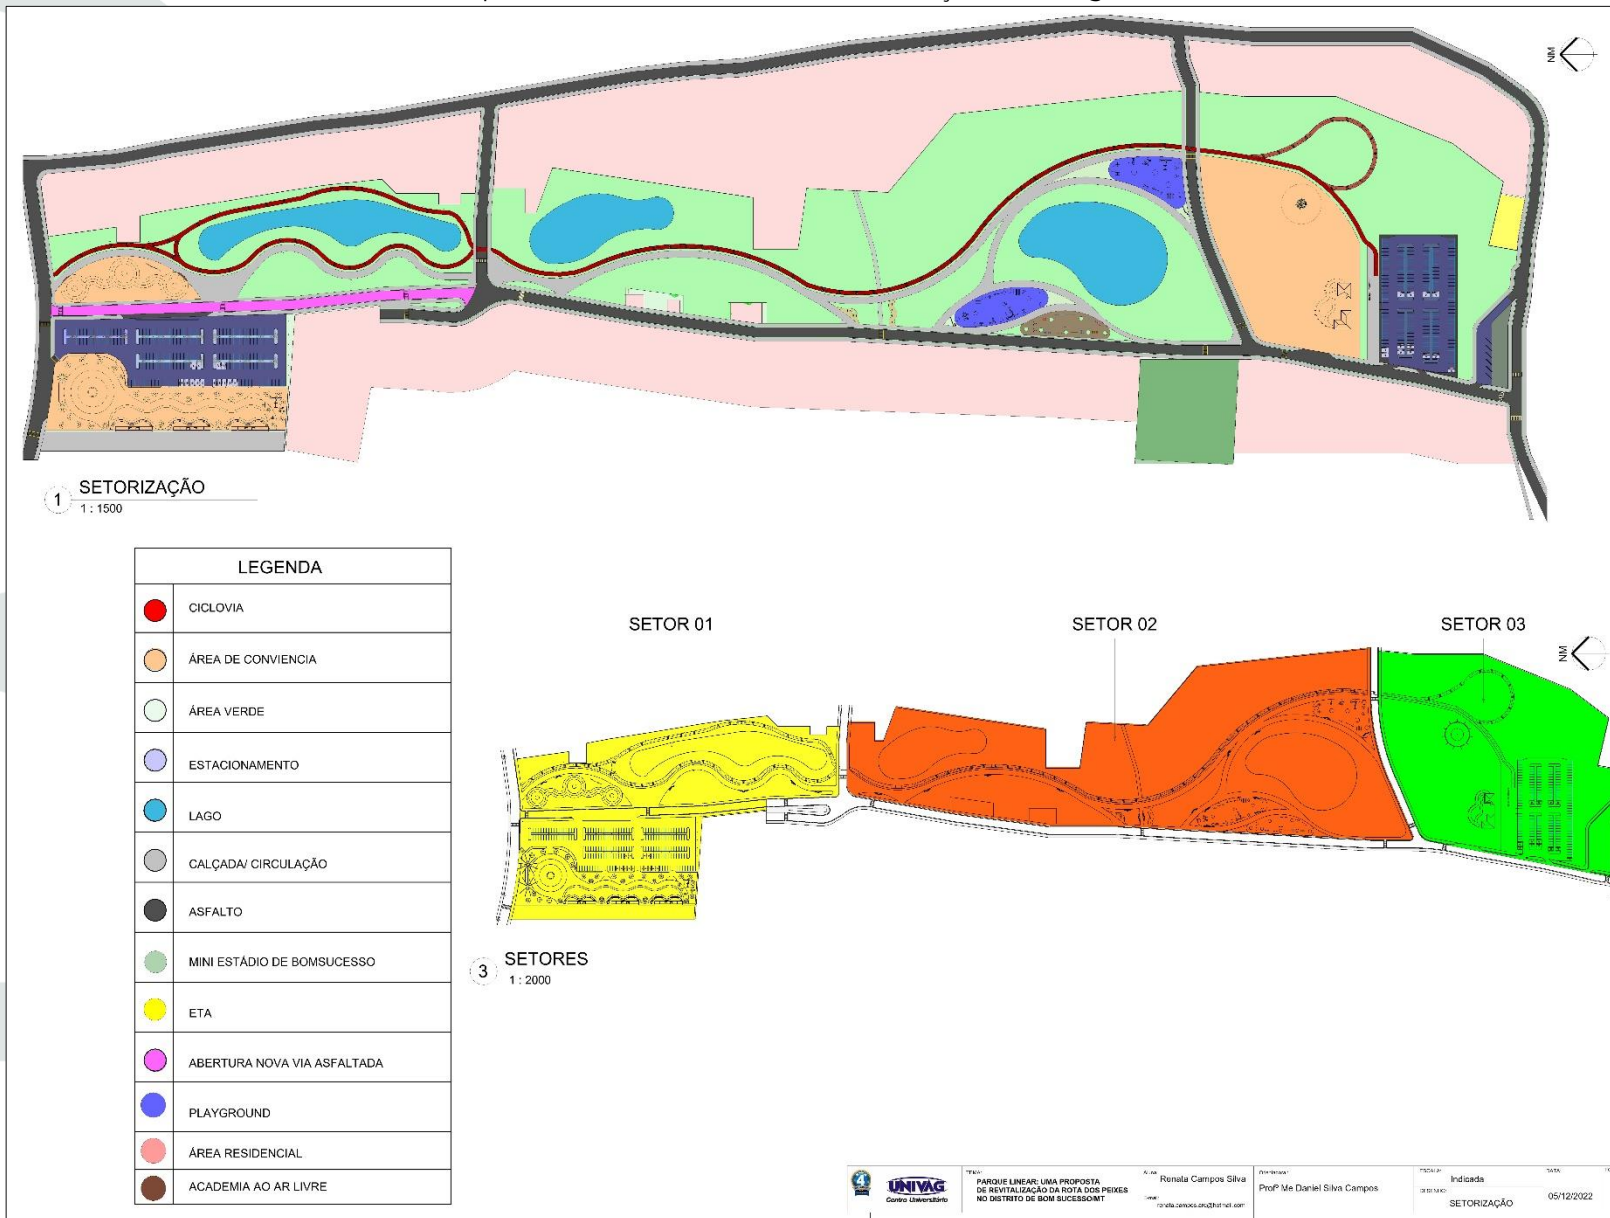 NM
1
SETORIZAÇÃO
1 : 1500
LEGENDA
CICLOVIA
ÁREA DE CONVIENCIA
ÁREA VERDE
ESTACIONAMENTO
LAGO
CALÇADA/ CIRCULAÇÃO
ASFALTO
MINI ESTÁDIO DE BOMSUCESSO
ETA
ABERTURA NOVA VIA ASFALTADA
PLAYGROUND
ÁREA RESIDENCIAL
ACADEMIA AO AR LIVRE
SETOR 01
SETOR 02
SETOR 03
NM
3
SETORES
1 : 2000
4
UNIVAG
Centro Universitário
TEMA:
PARQUE LINEAR: UMA PROPOSTA
DE REVITALIZAÇÃO DA ROTA DOS PEIXES
NO DISTRITO DE BOM SUCESSO/MT
Renata Campos Silva
Profº Me Daniel Silva Campos
ESCALA:
Indicada
SETORIZAÇÃO
DATA:
05/12/2022